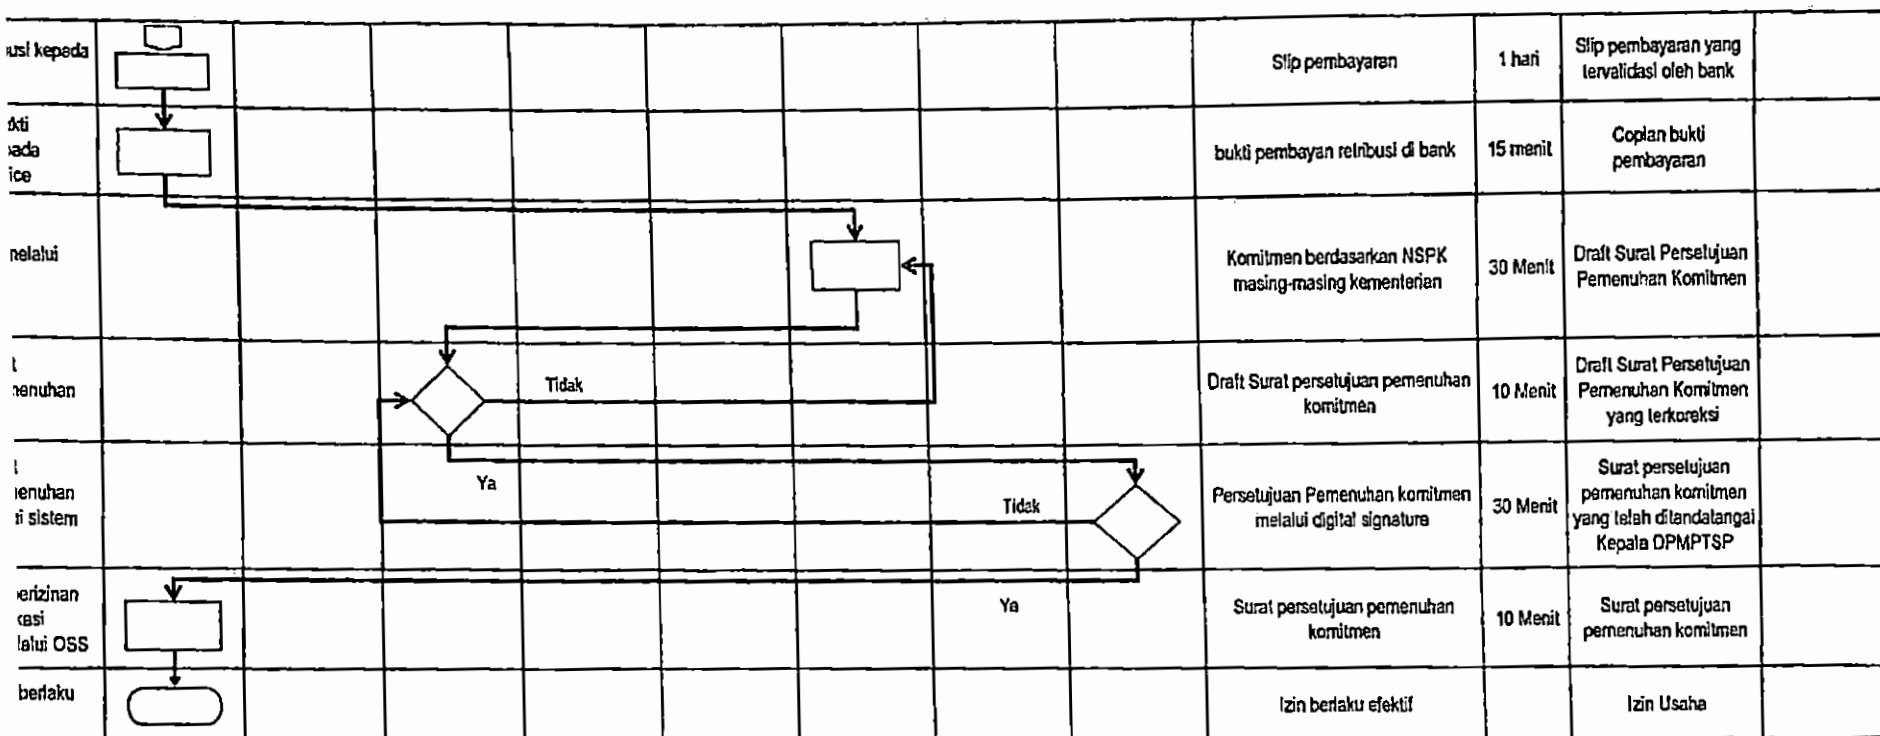 usi kepada
Slip pembayaran
1 hari
Slip pembayaran yang
tervalidasi oleh bank
kti
pada
ice
bukti pembayan retribusi di bank
15 menit
Copian bukti
pembayaran
melalui
Komitmen berdasarkan NSPK
masing-masing kementerian
30 Menit
Draft Surat Persetujuan
Pemenuhan Komitmen
t
menuhan
Tidak
Draft Surat persetujuan pemenuhan
komitmen
10 Menit
Draft Surat Persetujuan
Pemenuhan Komitmen
yang terkoreksi
t
enuhan
ri sistem
Ya
Tidak
Persetujuan Pemenuhan komitmen
melalui digital signature
30 Menit
Surat persetujuan
pemenuhan komitmen
yang telah ditandatangai
Kepala DPMPTSP
erizinan
kasi
lalui OSS
Ya
Surat persetujuan pemenuhan
komitmen
10 Menit
Surat persetujuan
pemenuhan komitmen
berlaku
Izin berlaku efektif
Izin Usaha